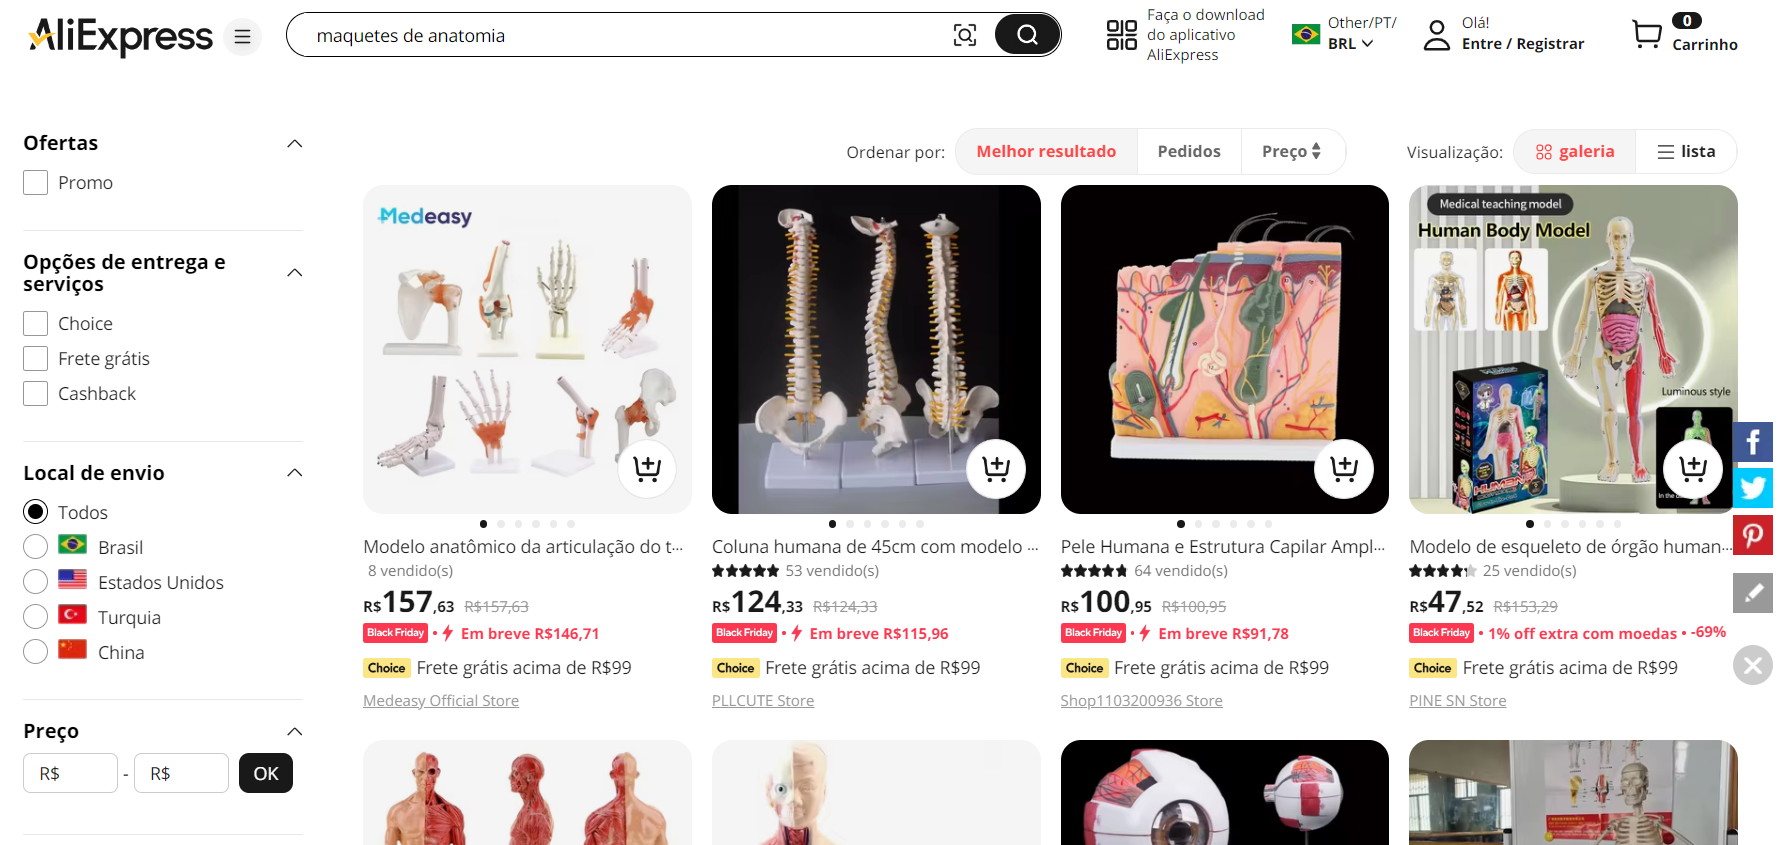 AliExpress
maquetes de anatomia
Faça o download
do aplicativo
AliExpress
Other/PT/
BRL
Olá!
Entre / Registrar
0
Carrinho
Ofertas
Promo
Opções de entrega e
serviços
Choice
Frete grátis
Cashback
Local de envio
Todos
Brasil
Estados Unidos
Turquia
China
Preço
R$ - R$ OK
Ordenar por: Melhor resultado Pedidos Preço
Visualização: galeria lista
Medeasy
Modelo anatômico da articulação do t...
8 vendido(s)
R$157,63 R$157,63
Black Friday • Em breve R$146,71
Choice Frete grátis acima de R$99
Medeasy Official Store
Coluna humana de 45cm com modelo ...
53 vendido(s)
R$124,33 R$124,33
Black Friday • Em breve R$115,96
Choice Frete grátis acima de R$99
PLLCUTE Store
Pele Humana e Estrutura Capilar Ampl...
64 vendido(s)
R$100,95 R$100,95
Black Friday • Em breve R$91,78
Choice Frete grátis acima de R$99
Shop1103200936 Store
Medical teaching model
Human Body Model
Luminous style
HUMAN
In the
Modelo de esqueleto de órgão human...
25 vendido(s)
R$47,52 R$153,29
Black Friday • 1% off extra com moedas • -69%
Choice Frete grátis acima de R$99
PINE SN Store